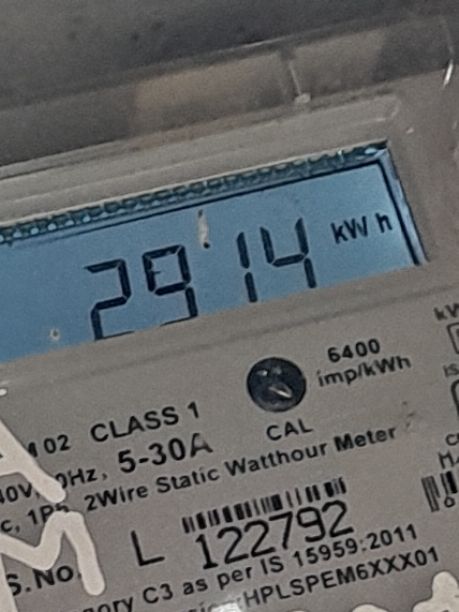 2914 kWh
6400
imp/kWh
CAL
02 CLASS 1
5-30A
2Wire Static Watthour Meter
L 122792
S.No.
C3 as per IS 15959:2011
HPLSPEM6XXX01